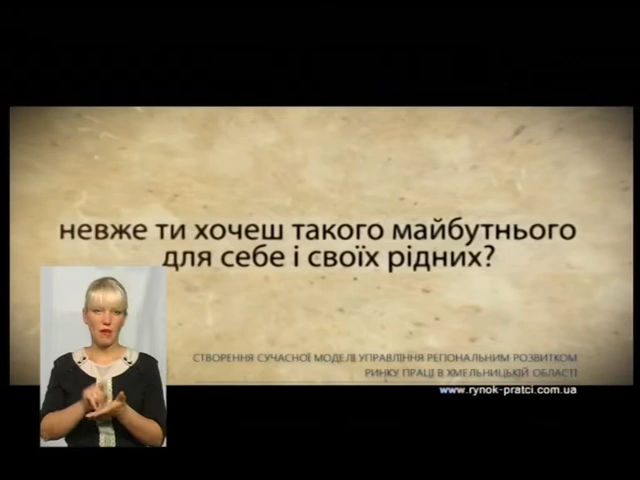 невже ти хочеш такого майбутнього
для себе і своїх рідних?
СТВОРЕННЯ СУЧАСНОЇ МОДЕЛІ УПРАВЛІННЯ РЕГІОНАЛЬНИМ РОЗВИТКОМ
РИНКУ ПРАЦІ В ХМЕЛЬНИЦЬКІЙ ОБЛАСТІ
www.rynok-pratci.com.ua